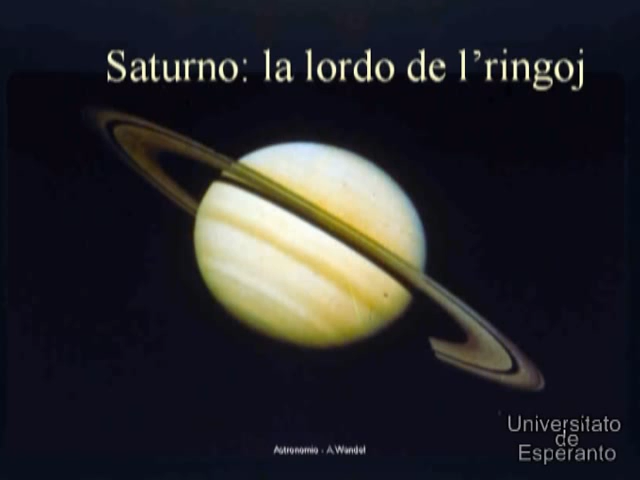 Saturno: la lordo de l’ringoj
Astronomio - A.Wandel
Universitato
de
Esperanto